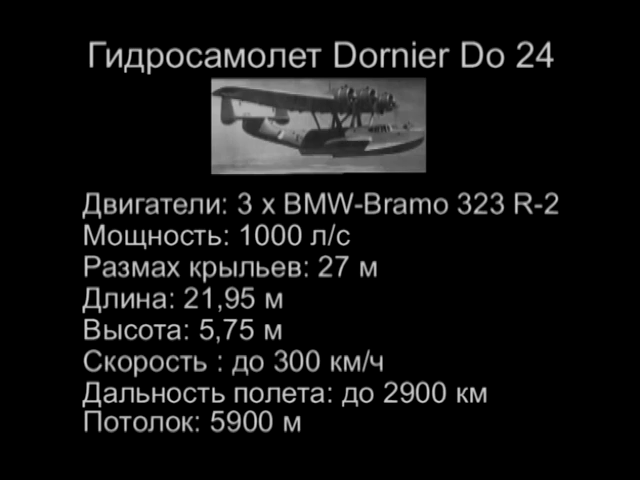 Гидросамолет Dornier Do 24
Двигатели: 3 x BMW-Bramo 323 R-2
Мощность: 1000 л/с
Размах крыльев: 27 м
Длина: 21,95 м
Высота: 5,75 м
Скорость : до 300 км/ч
Дальность полета: до 2900 км
Потолок: 5900 м